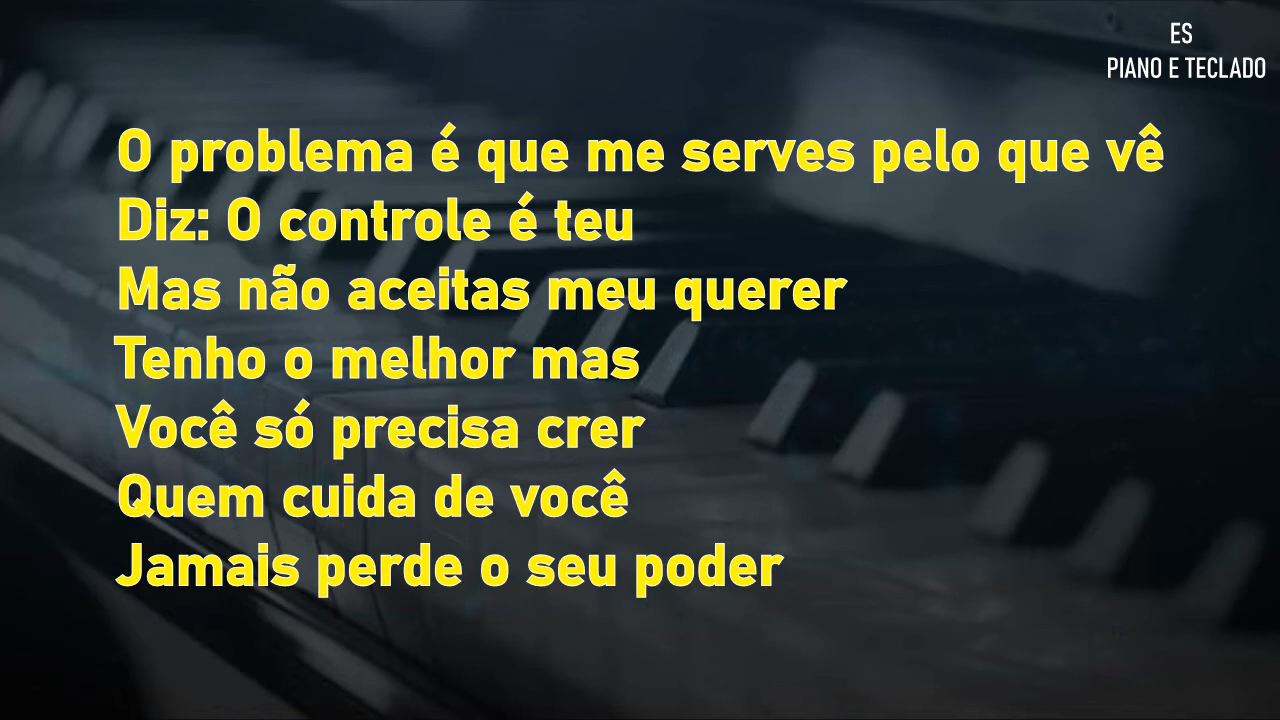 ES
PIANO E TECLADO
O problema é que me serves pelo que vê
Diz: O controle é teu
Mas não aceitas meu querer
Tenho o melhor mas
Você só precisa crer
Quem cuida de você
Jamais perde o seu poder